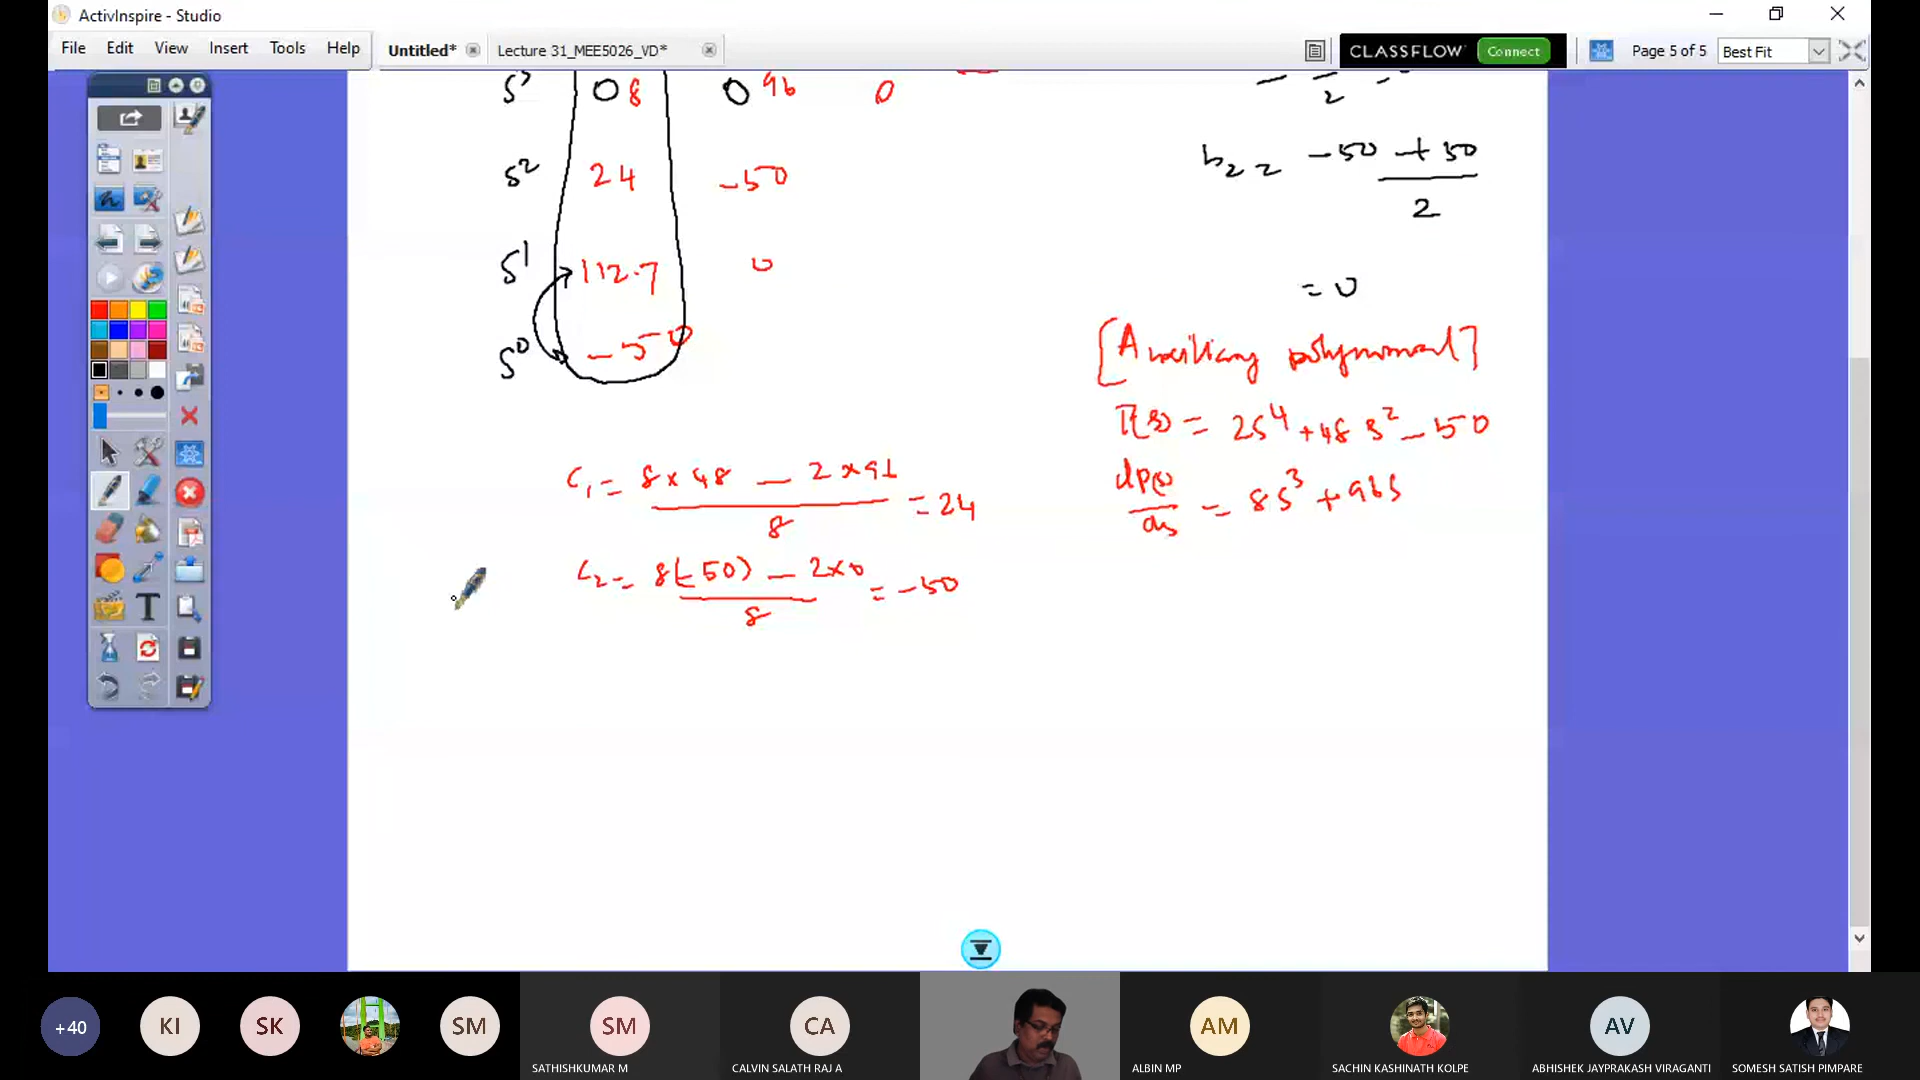 ActivInspire - Studio
File Edit View Insert Tools Help
Untitled* Lecture 31_MEE5026_VD*
CLASSFLOW Connect
Page 5 of 5 Best Fit
S³ 0 8 0 96 0
2
b₂ = -50 + 50
2
S² 24 -50
S¹ 112.7 0
= 0
S⁰ -50
[Auxiliary polynomial]
P(s) = 2S⁴ + 48 S² - 50
C₁ = 8 x 48 - 2 x 96
8
= 24
dP(s)
ds
= 8S³ + 96S
C₂ = 8(-50) - 2x0
8
= -50
T
+40 KI SK SM SM CA AM AV
SATHISHKUMAR M CALVIN SALATH RAJ A ALBIN MP SACHIN KASHINATH KOLPE ABHISHEK JAYPRAKASH VIRAGANTI SOMESH SATISH PIMPARE